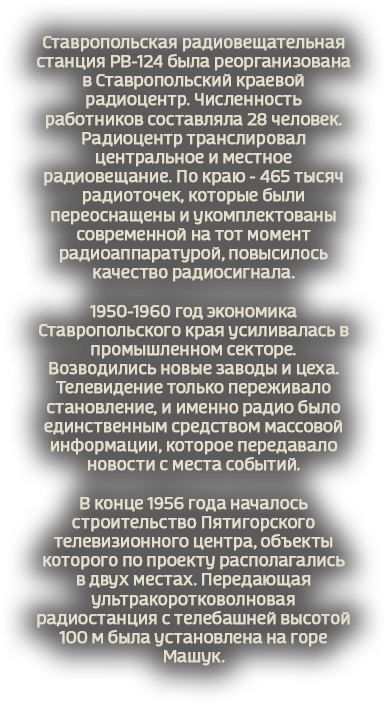 Ставропольская радиовещательная
станция РВ-124 была реорганизована
в Ставропольский краевой
радиоцентр. Численность
работников составляла 28 человек.
Радиоцентр транслировал
центральное и местное
радиовещание. По краю - 465 тысяч
радиоточек, которые были
переоснащены и укомплектованы
современной на тот момент
радиоаппаратурой, повысилось
качество радиосигнала.
1950-1960 год экономика
Ставропольского края усиливалась в
промышленном секторе.
Возводились новые заводы и цеха.
Телевидение только переживало
становление, и именно радио было
единственным средством массовой
информации, которое передавало
новости с места событий.
В конце 1956 года началось
строительство Пятигорского
телевизионного центра, объекты
которого по проекту располагались
в двух местах. Передающая
ультракоротковолновая
радиостанция с телебашней высотой
100 м была установлена на горе
Машук.